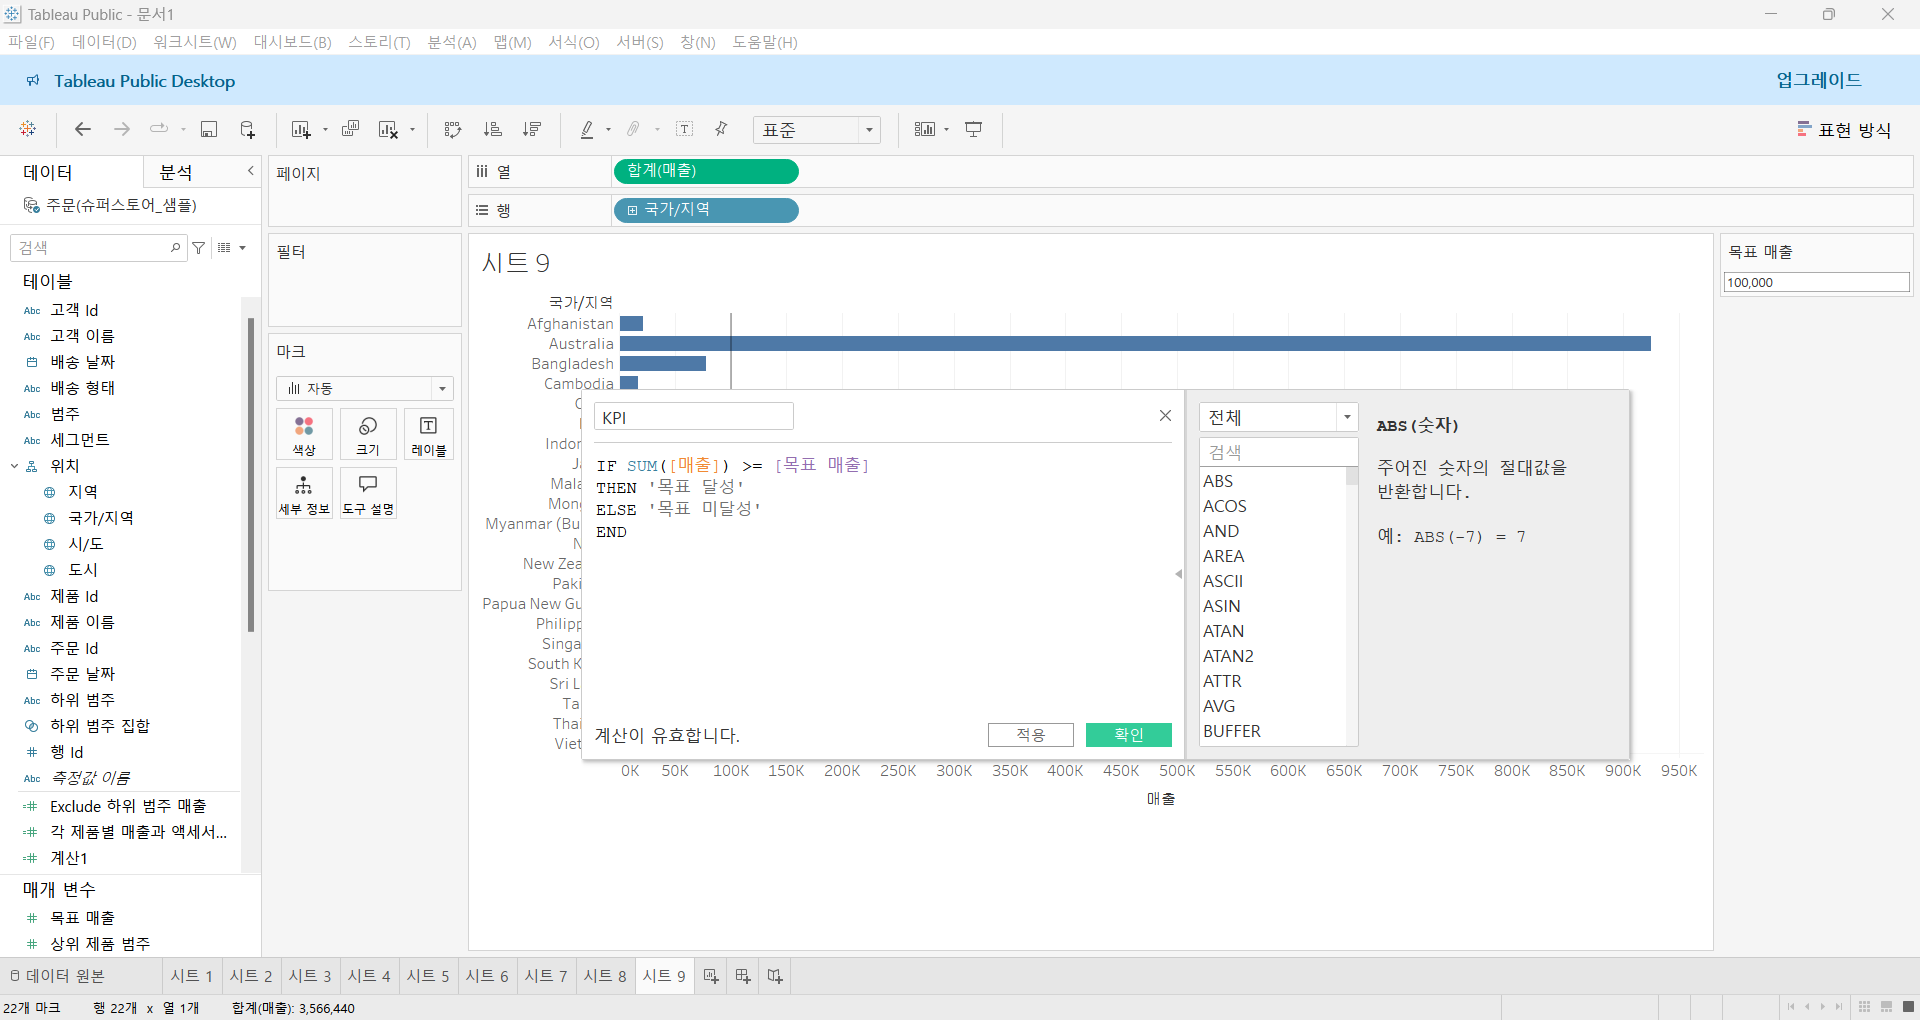 Tableau Public - 문서1
파일(F) 데이터(D) 워크시트(W) 대시보드(B) 스토리(T) 분석(A) 맵(M) 서식(O) 서버(S) 창(N) 도움말(H)
Tableau Public Desktop 업그레이드
표준 표현 방식
데이터 분석
주문(슈퍼스토어_샘플)
검색
테이블
Abc 고객 Id
Abc 고객 이름
배송 날짜
Abc 배송 형태
Abc 범주
Abc 세그먼트
위치
지역
국가/지역
시/도
도시
Abc 제품 Id
Abc 제품 이름
Abc 주문 Id
주문 날짜
Abc 하위 범주
하위 범주 집합
# 행 Id
Abc 측정값 이름
=# Exclude 하위 범주 매출
=# 각 제품별 매출과 액세서...
=# 계산1
매개 변수
# 목표 매출
# 상위 제품 범주
페이지
필터
마크
자동
색상 크기 레이블
세부 정보 도구 설명
열 합계(매출)
행 국가/지역
시트 9
국가/지역
Afghanistan
Australia
Bangladesh
Cambodia
C
Indor
Ja
Mala
Mong
Myanmar (Bu
N
New Zea
Paki
Papua New Gu
Philipp
Singa
South K
Sri L
Ta
Thai
Viet
0K 50K 100K 150K 200K 250K 300K 350K 400K 450K 500K 550K 600K 650K 700K 750K 800K 850K 900K 950K
매출
KPI
IF SUM([매출]) >= [목표 매출]
THEN '목표 달성'
ELSE '목표 미달성'
END
계산이 유효합니다.
적용 확인
전체
검색
ABS
ACOS
AND
AREA
ASCII
ASIN
ATAN
ATAN2
ATTR
AVG
BUFFER
ABS(숫자)
주어진 숫자의 절대값을
반환합니다.
예: ABS(-7) = 7
목표 매출
100,000
데이터 원본 시트 1 시트 2 시트 3 시트 4 시트 5 시트 6 시트 7 시트 8 시트 9
22개 마크 행 22개 x 열 1개 합계(매출): 3,566,440